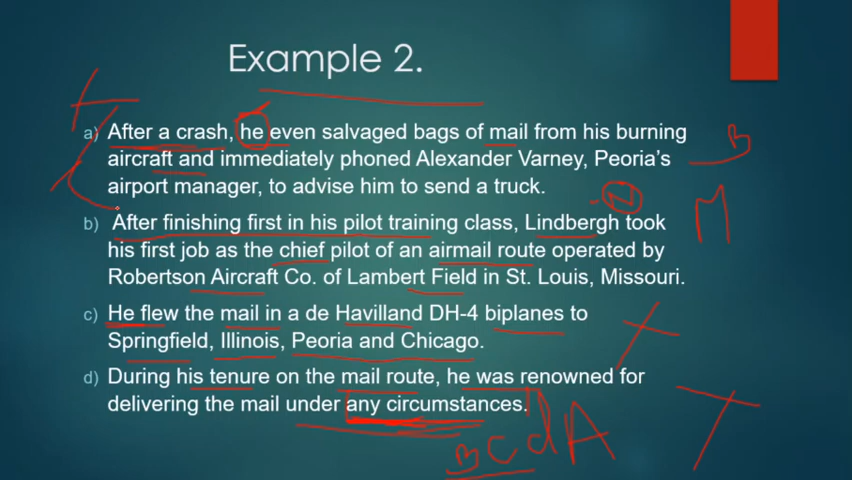 Example 2.
a) After a crash, he even salvaged bags of mail from his burning
aircraft and immediately phoned Alexander Varney, Peoria's
airport manager, to advise him to send a truck.
b) After finishing first in his pilot training class, Lindbergh took
his first job as the chief pilot of an airmail route operated by
Robertson Aircraft Co. of Lambert Field in St. Louis, Missouri.
c) He flew the mail in a de Havilland DH-4 biplanes to
Springfield, Illinois, Peoria and Chicago.
d) During his tenure on the mail route, he was renowned for
delivering the mail under any circumstances.
B
N
M
T
BCdA